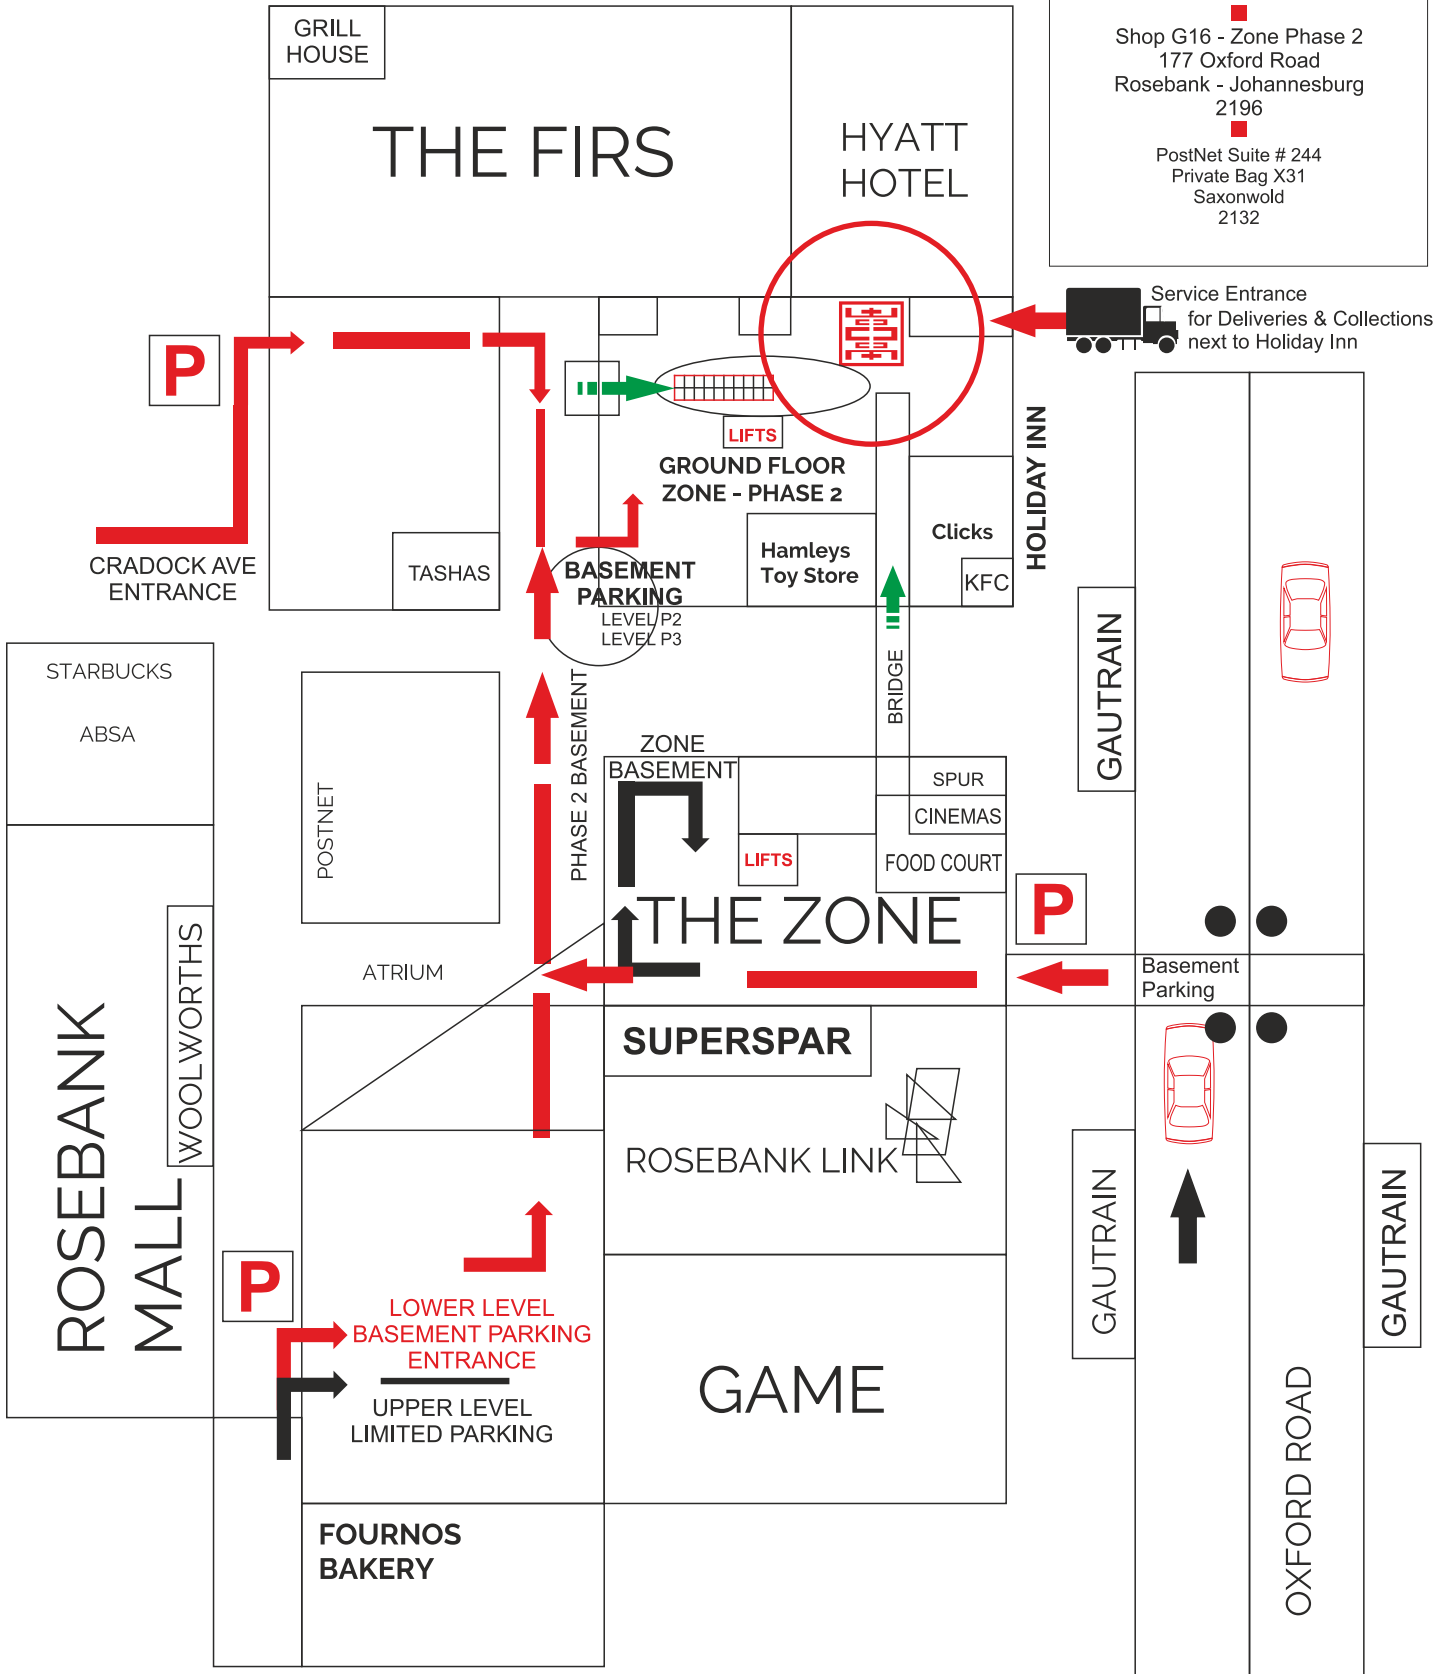 GRILL
HOUSE
THE FIRS
HYATT
HOTEL
Shop G16 - Zone Phase 2
177 Oxford Road
Rosebank - Johannesburg
2196
PostNet Suite # 244
Private Bag X31
Saxonwold
2132
Service Entrance
for Deliveries & Collections
next to Holiday Inn
P
CRADOCK AVE
ENTRANCE
TASHAS
LIFTS
GROUND FLOOR
ZONE - PHASE 2
Hamleys
Toy Store
Clicks
KFC
HOLIDAY INN
BASEMENT
PARKING
LEVEL P2
LEVEL P3
STARBUCKS
ABSA
POSTNET
PHASE 2 BASEMENT
BRIDGE
GAUTRAIN
ZONE
BASEMENT
SPUR
CINEMAS
FOOD COURT
LIFTS
THE ZONE
P
Basement
Parking
ATRIUM
WOOLWORTHS
ROSEBANK
MALL
SUPERSPAR
ROSEBANK LINK
GAUTRAIN
GAUTRAIN
P
LOWER LEVEL
BASEMENT PARKING
ENTRANCE
UPPER LEVEL
LIMITED PARKING
GAME
OXFORD ROAD
FOURNOS
BAKERY